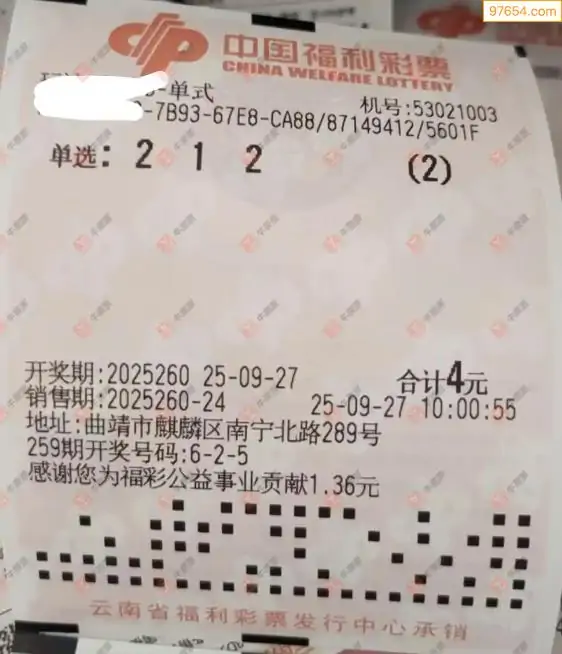 97654.com
中国福利彩票
CHINA WELFARE LOTTERY
-单式
机号:53021003
-7B93-67E8-CA88/87149412/5601F
单选: 2 1 2 (2)
开奖期:2025260 25-09-27 合计4元
销售期:2025260-24 25-09-27 10:00:55
地址:曲靖市麒麟区南宁北路289号
259期开奖号码:6-2-5
感谢您为福彩公益事业贡献1.36元
云南省福利彩票发行中心承销